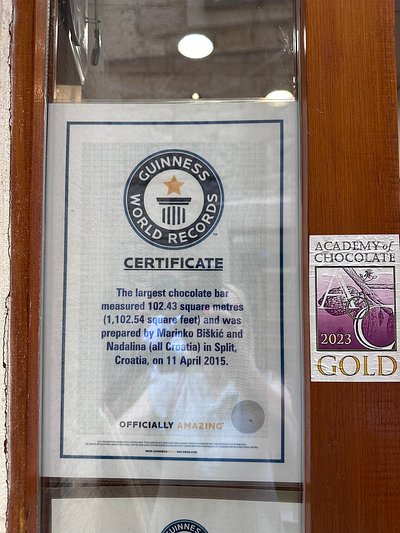 GUINNESS
WORLD RECORDS
CERTIFICATE
The largest chocolate bar
measured 102.43 square metres
(1,102.54 square feet) and was
prepared by Marinko Biškić and
Nadalina (all Croatia) in Split,
Croatia, on 11 April 2015.
OFFICIALLY AMAZING
ACADEMY of
CHOCOLATE
2023
GOLD
GUINNESS